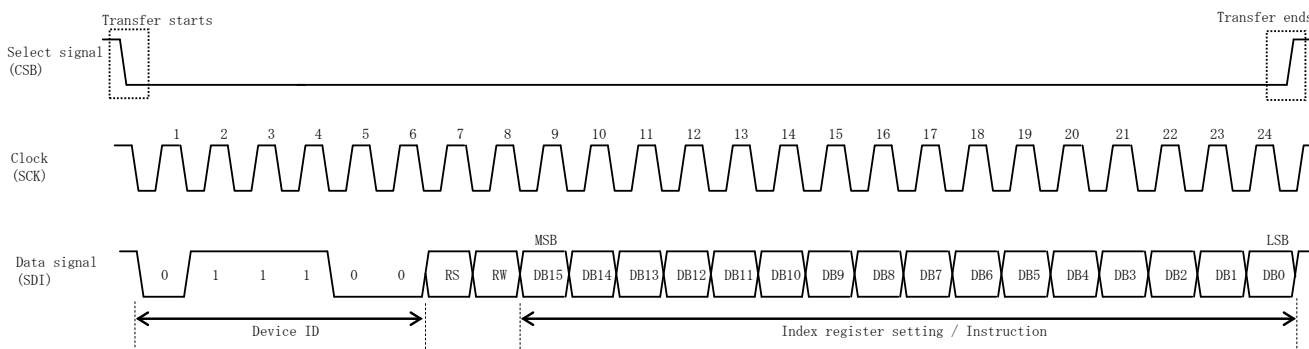 Transfer starts
Transfer ends
Select signal
(CSB)
1 2 3 4 5 6 7 8 9 10 11 12 13 14 15 16 17 18 19 20 21 22 23 24
Clock
(SCK)
MSB LSB
Data signal
(SDI)
0 1 1 1 0 0 RS RW DB15 DB14 DB13 DB12 DB11 DB10 DB9 DB8 DB7 DB6 DB5 DB4 DB3 DB2 DB1 DB0
Device ID
Index register setting / Instruction